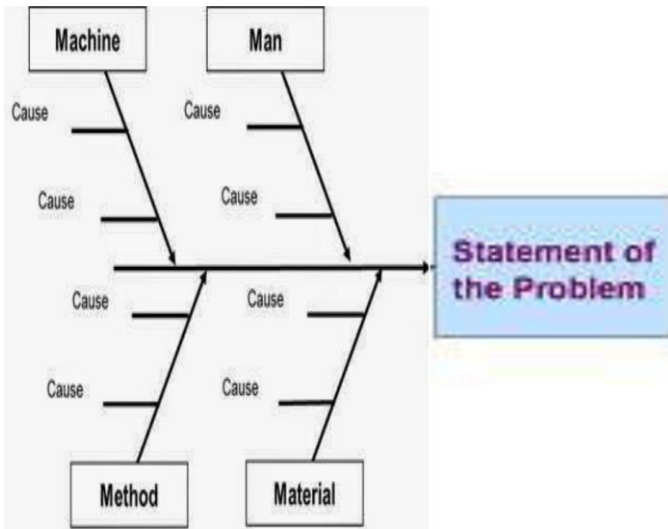 Machine
Man
Cause
Cause
Cause
Cause
Statement of
the Problem
Cause
Cause
Cause
Cause
Method
Material